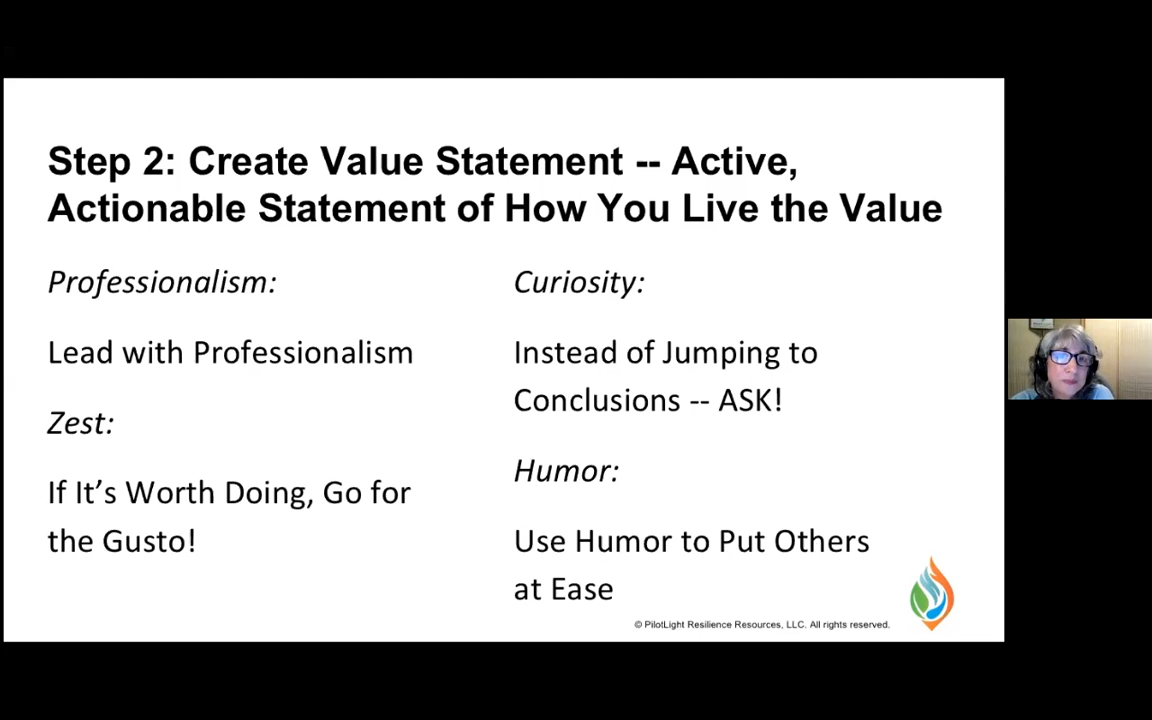 Step 2: Create Value Statement -- Active,
Actionable Statement of How You Live the Value
Professionalism:
Lead with Professionalism
Zest:
If It’s Worth Doing, Go for
the Gusto!
Curiosity:
Instead of Jumping to
Conclusions -- ASK!
Humor:
Use Humor to Put Others
at Ease
© PilotLight Resilience Resources, LLC. All rights reserved.